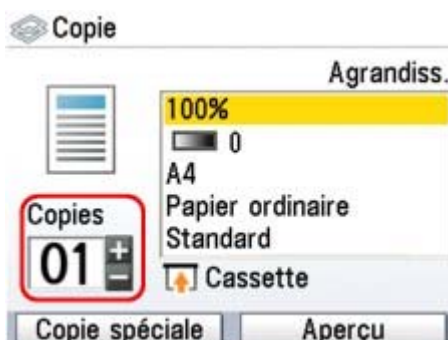 Copie
Agrandiss.
100%
0
A4
Papier ordinaire
Standard
Copies
01
Cassette
Copie spéciale
Aperçu